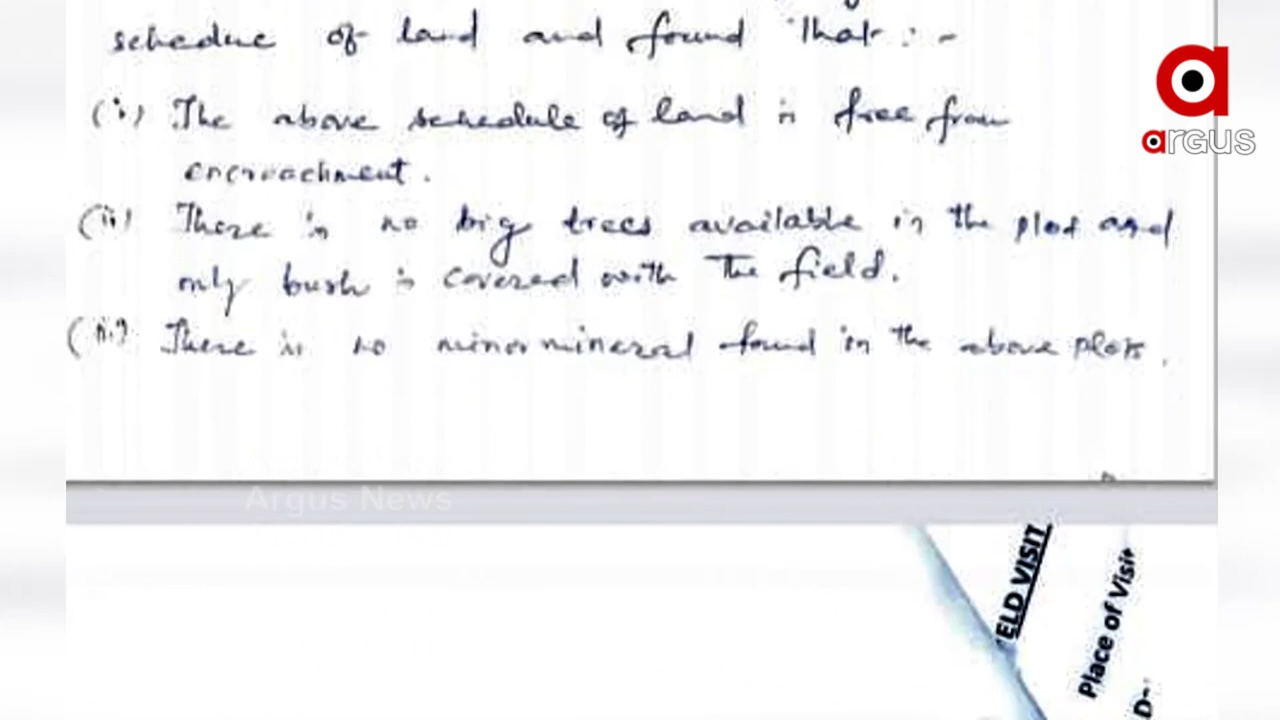 schedue of land and found that :-
(i) The above schedule of land is free from
encroachment.
(ii) There is no big trees available in the plot and
only bush is covered with the field.
(iii) There is no minor mineral found in the above plots.
argus
Argus News
ELD VISIT
Place of Visit